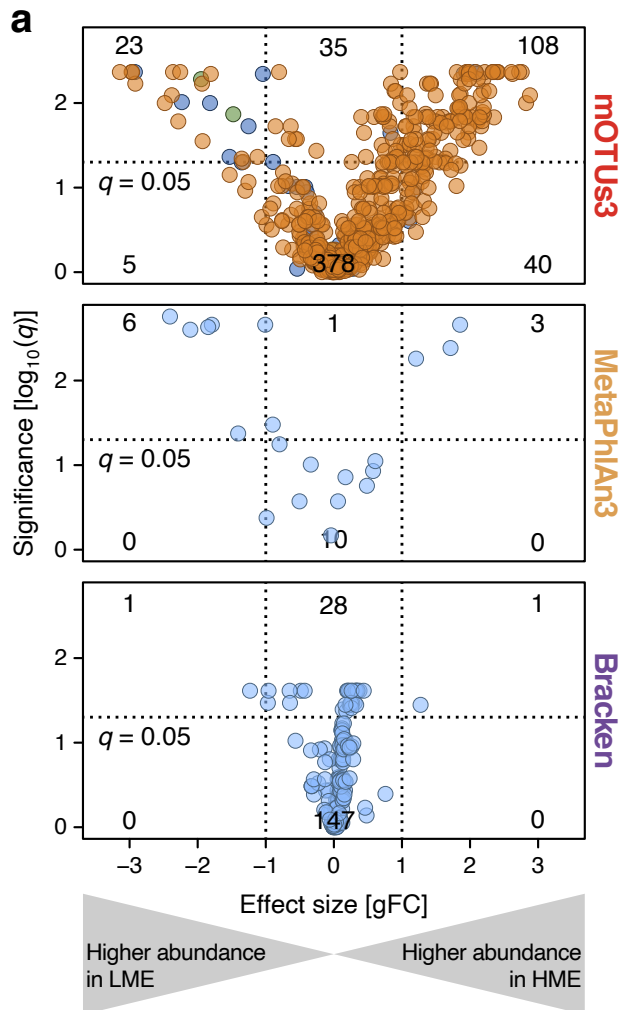 a
23 35 108
2
1
0
q = 0.05
5 378 40
mOTUs3
6 1 3
2
1
0
q = 0.05
0 10 0
MetaPhlAn3
Significance [log₁₀(q)]
1 28 1
2
1
0
q = 0.05
0 147 0
Bracken
−3 −2 −1 0 1 2 3
Effect size [gFC]
Higher abundance
in LME
Higher abundance
in HME